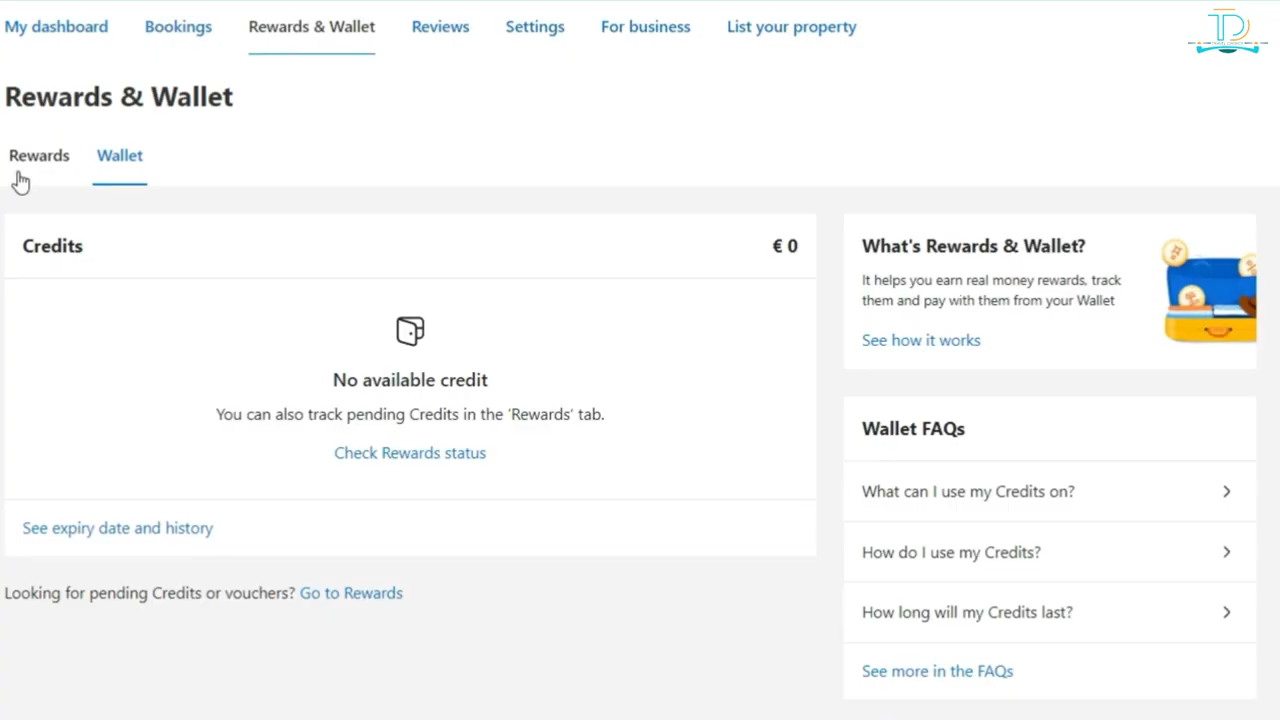 My dashboard
Bookings
Rewards & Wallet
Reviews
Settings
For business
List your property
Rewards & Wallet
Rewards
Wallet
Credits
€ 0
No available credit
You can also track pending Credits in the 'Rewards' tab.
Check Rewards status
See expiry date and history
Looking for pending Credits or vouchers? Go to Rewards
What's Rewards & Wallet?
It helps you earn real money rewards, track
them and pay with them from your Wallet
See how it works
Wallet FAQs
What can I use my Credits on?
How do I use my Credits?
How long will my Credits last?
See more in the FAQs